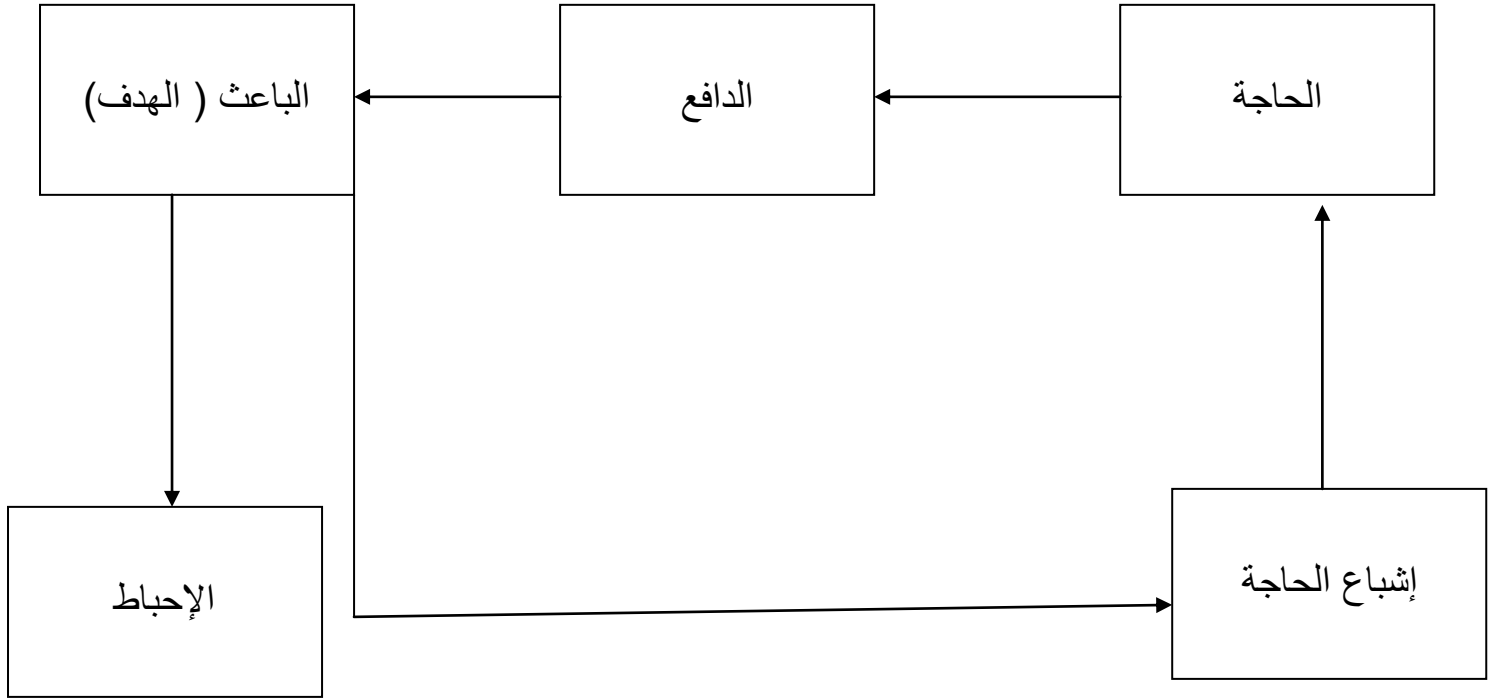 الحاجة
الدافع
الباعث ( الهدف)
إشباع الحاجة
الإحباط